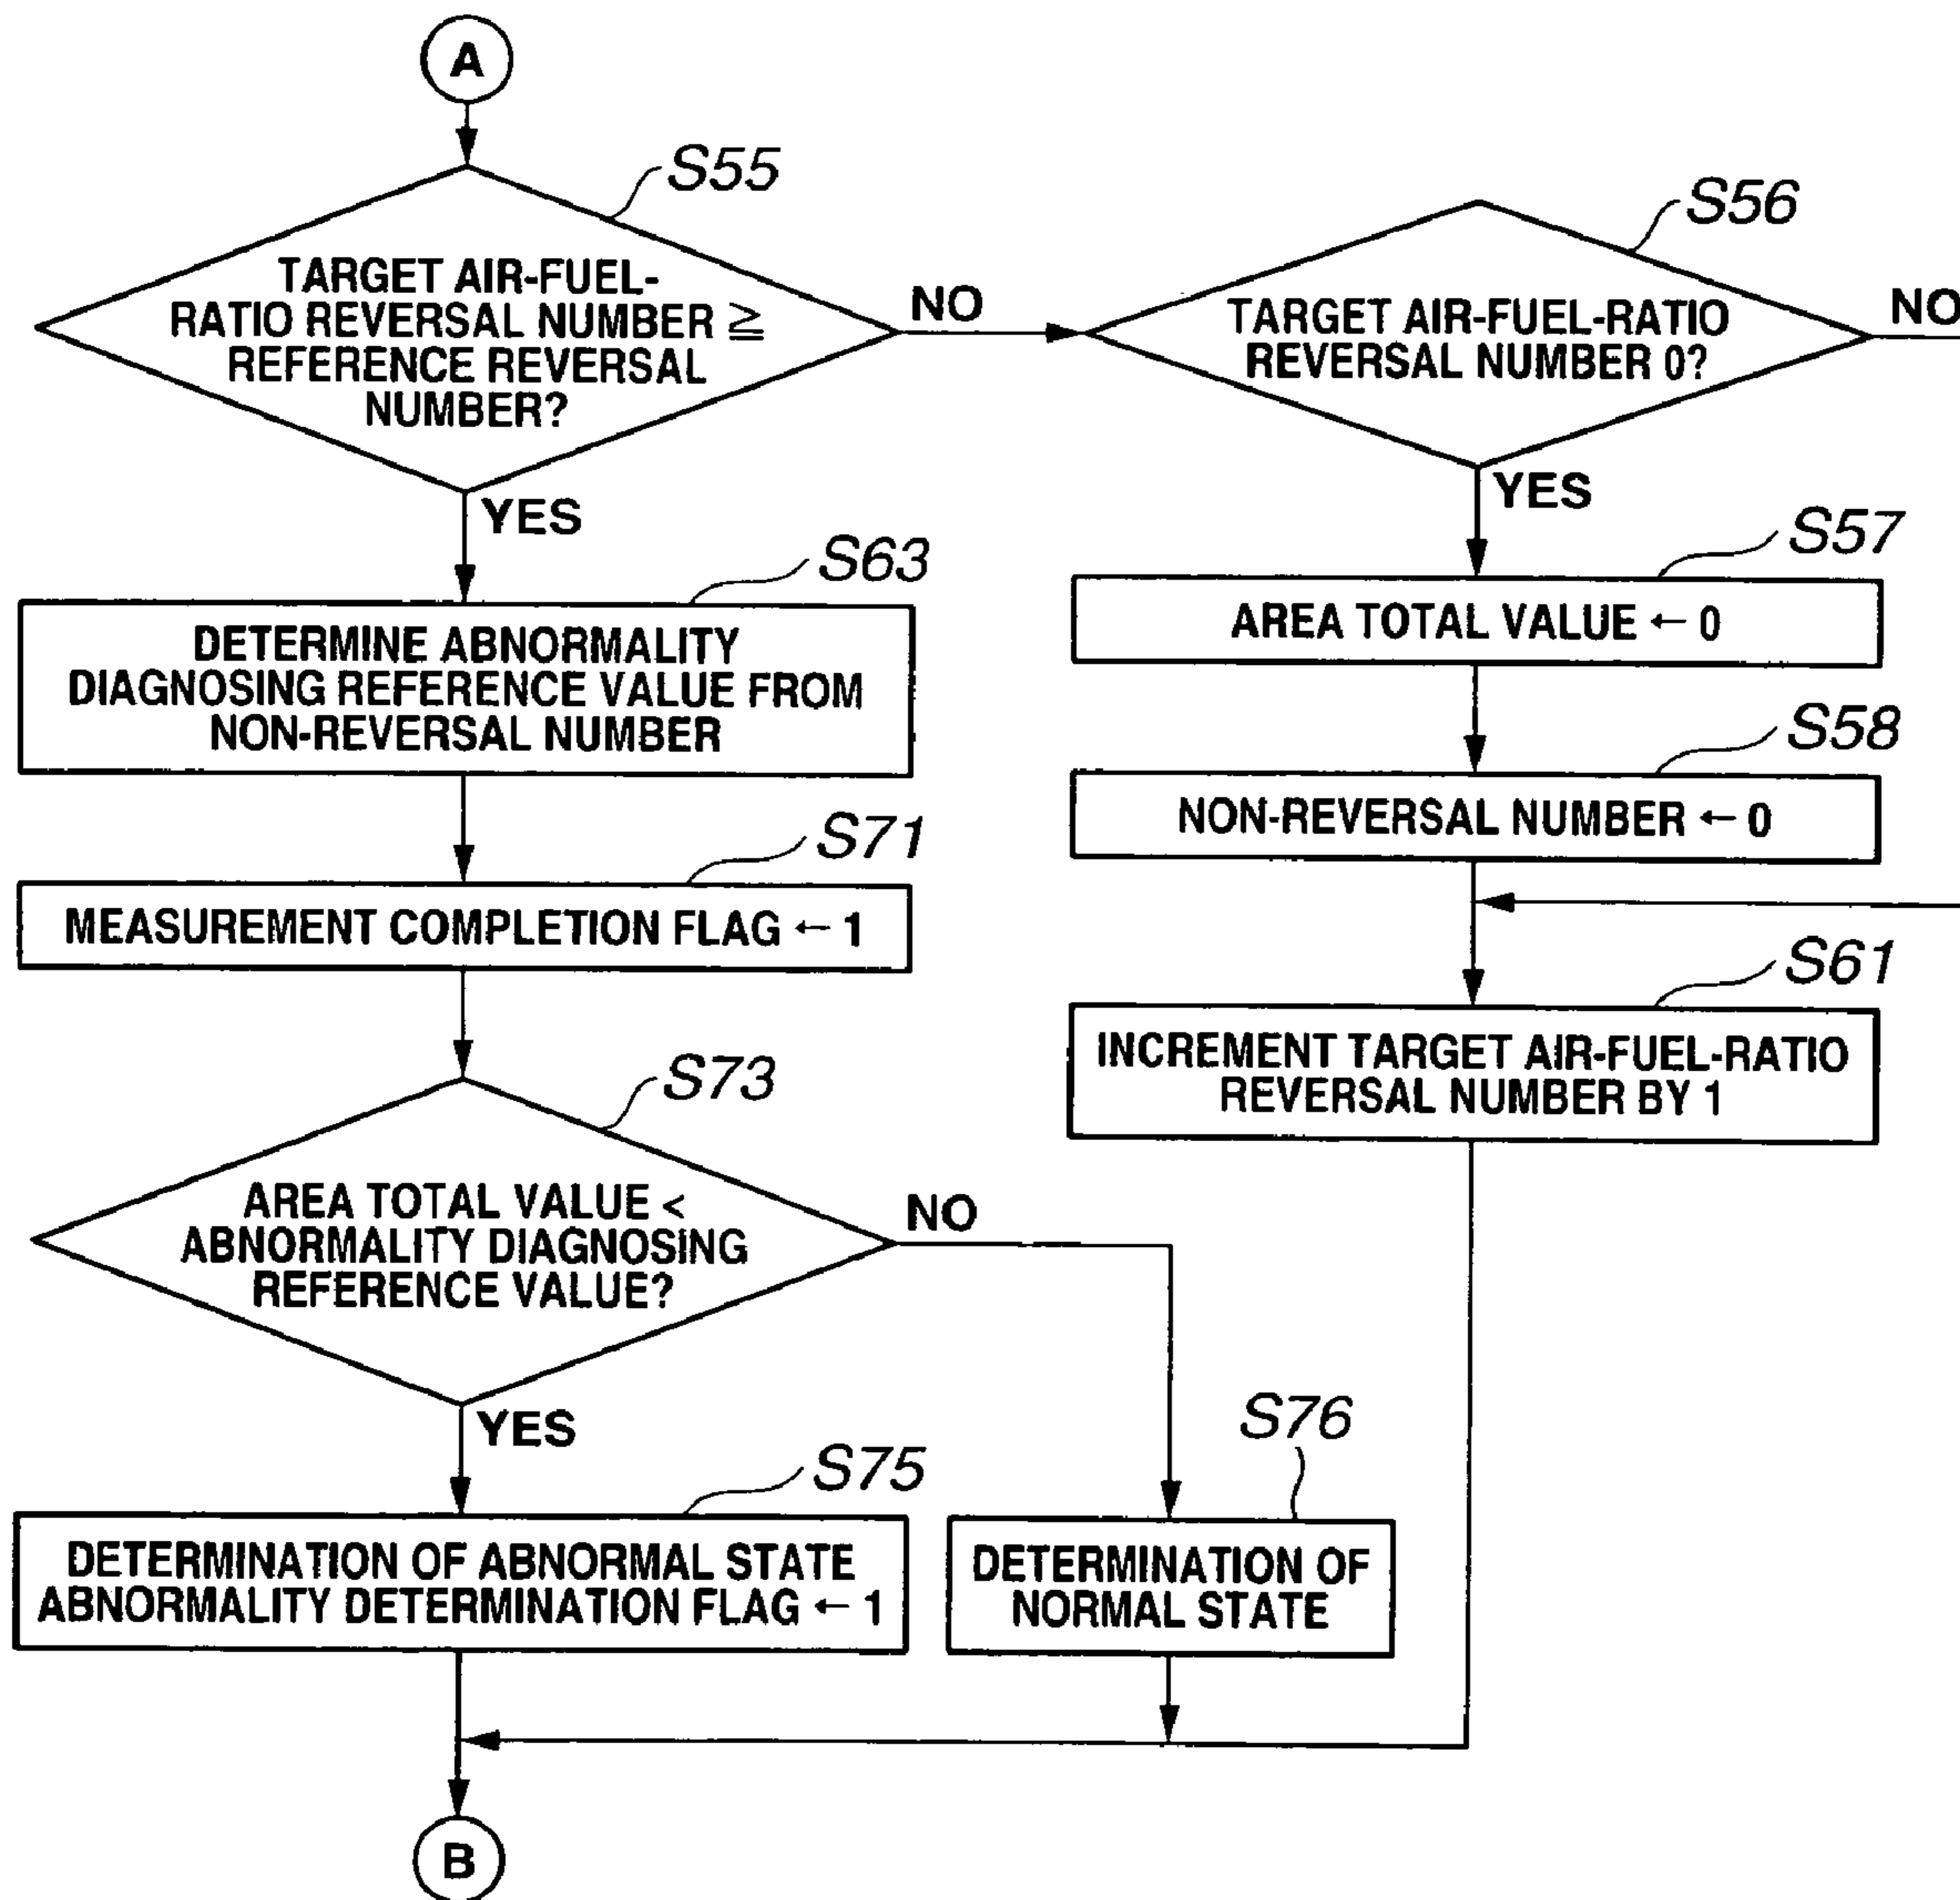 A
S55
TARGET AIR-FUEL-
RATIO REVERSAL NUMBER ≧
REFERENCE REVERSAL
NUMBER?
NO
YES
S56
TARGET AIR-FUEL-RATIO
REVERSAL NUMBER 0?
NO
YES
S63
DETERMINE ABNORMALITY
DIAGNOSING REFERENCE VALUE FROM
NON-REVERSAL NUMBER
S57
AREA TOTAL VALUE ← 0
S58
NON-REVERSAL NUMBER ← 0
S71
MEASUREMENT COMPLETION FLAG ← 1
S61
INCREMENT TARGET AIR-FUEL-RATIO
REVERSAL NUMBER BY 1
S73
AREA TOTAL VALUE <
ABNORMALITY DIAGNOSING
REFERENCE VALUE?
NO
YES
S75
DETERMINATION OF ABNORMAL STATE
ABNORMALITY DETERMINATION FLAG ← 1
S76
DETERMINATION OF
NORMAL STATE
B